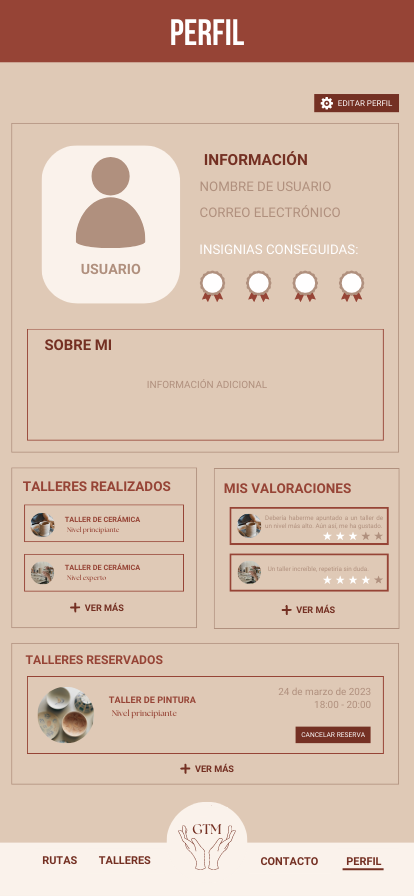 PERFIL
EDITAR PERFIL
INFORMACIÓN
NOMBRE DE USUARIO
CORREO ELECTRÓNICO
USUARIO
INSIGNIAS CONSEGUIDAS:
SOBRE MI
INFORMACIÓN ADICIONAL
TALLERES REALIZADOS
TALLER DE CERÁMICA
Nivel principiante
TALLER DE CERÁMICA
Nivel experto
VER MÁS
MIS VALORACIONES
Debería haberme apuntado a un taller de
un nivel más alto. Aún así, me ha gustado.
Un taller increíble, repetiría sin duda.
VER MÁS
TALLERES RESERVADOS
TALLER DE PINTURA
Nivel principiante
24 de marzo de 2023
18:00 - 20:00
CANCELAR RESERVA
VER MÁS
GTM
RUTAS TALLERES CONTACTO PERFIL